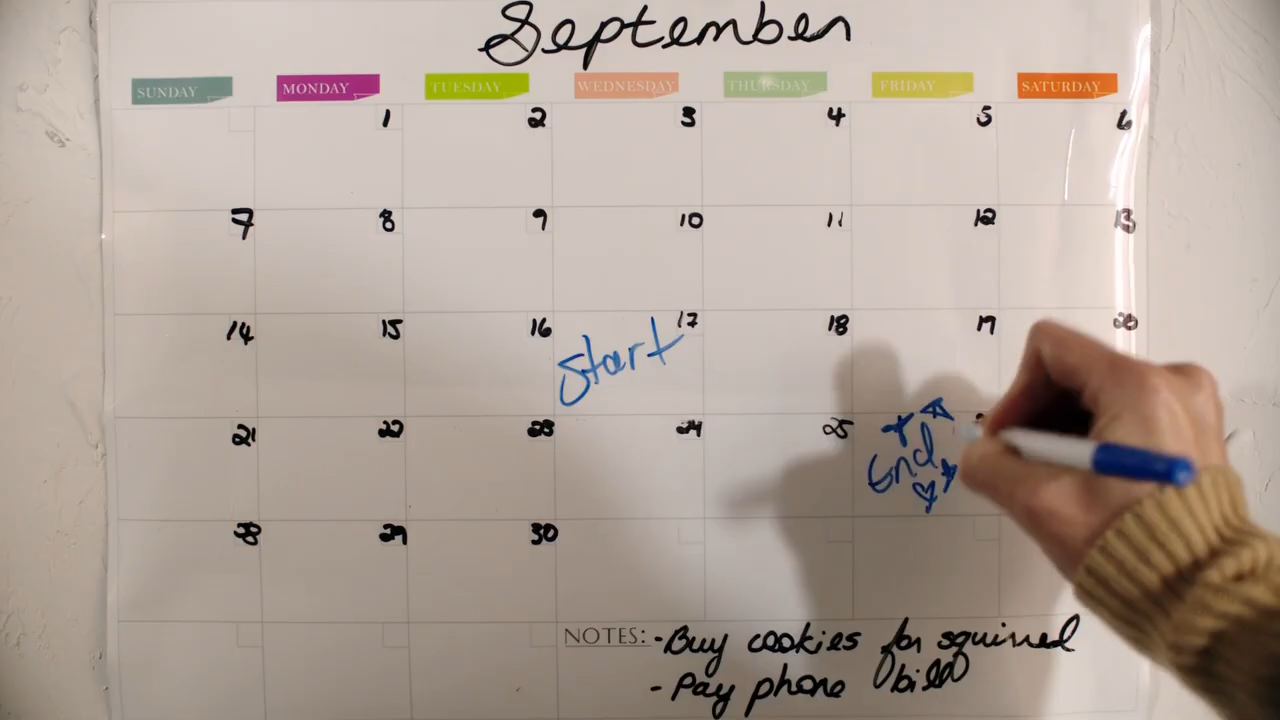 September
SUNDAY MONDAY TUESDAY WEDNESDAY THURSDAY FRIDAY SATURDAY
1 2 3 4 5 6
7 8 9 10 11 12 13
14 15 16 17 18 19 20
Start
21 22 23 24 25
End
28 29 30
NOTES: -Buy cookies for squirrel
-Pay phone bill